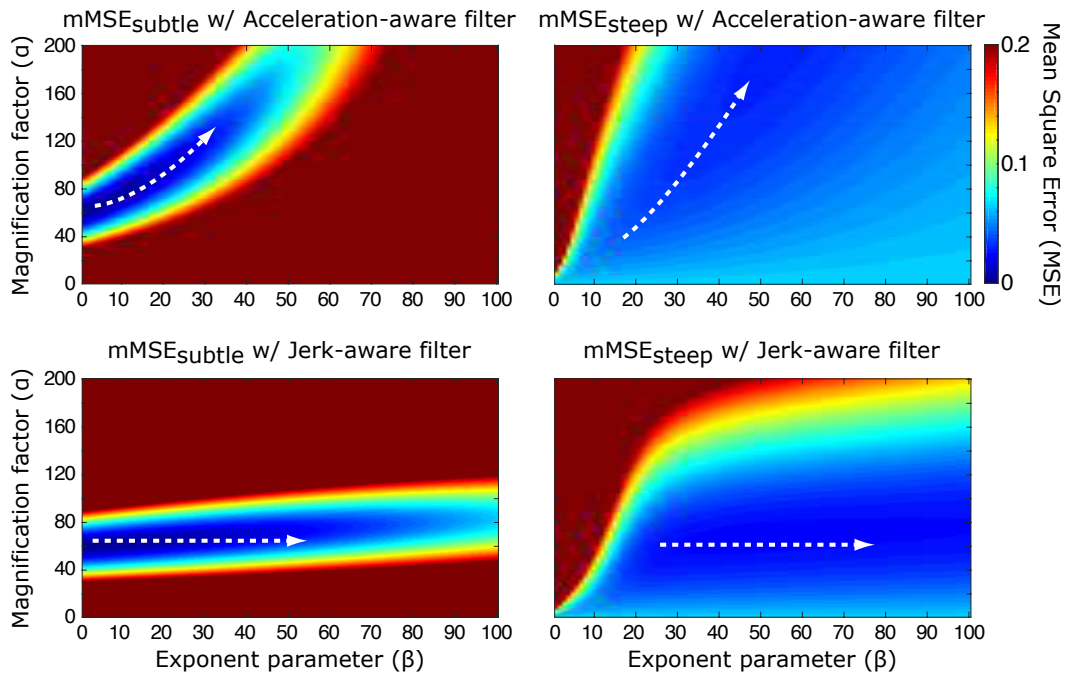 mMSEsubtle w/ Acceleration-aware filter
mMSEsteep w/ Acceleration-aware filter
Magnification factor (α)
200
160
120
80
40
0
0 10 20 30 40 50 60 70 80 90 100
0 10 20 30 40 50 60 70 80 90 100
0.2
0.1
0
Mean Square Error (MSE)
mMSEsubtle w/ Jerk-aware filter
mMSEsteep w/ Jerk-aware filter
Magnification factor (α)
200
160
120
80
40
0
0 10 20 30 40 50 60 70 80 90 100
0 10 20 30 40 50 60 70 80 90 100
Exponent parameter (β)
Exponent parameter (β)